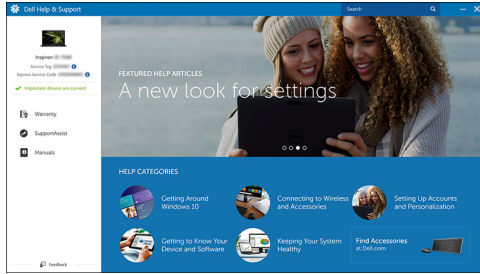 Dell Help & Support
Search
Inspiron
Service Tag
Express Service Code
Important drivers are current
Warranty
SupportAssist
Manuals
Feedback
FEATURED HELP ARTICLES
A new look for settings
HELP CATEGORIES
Getting Around
Windows 10
Connecting to Wireless
and Accessories
Setting Up Accounts
and Personalization
Getting to Know Your
Device and Software
Keeping Your System
Healthy
Find Accessories
at Dell.com